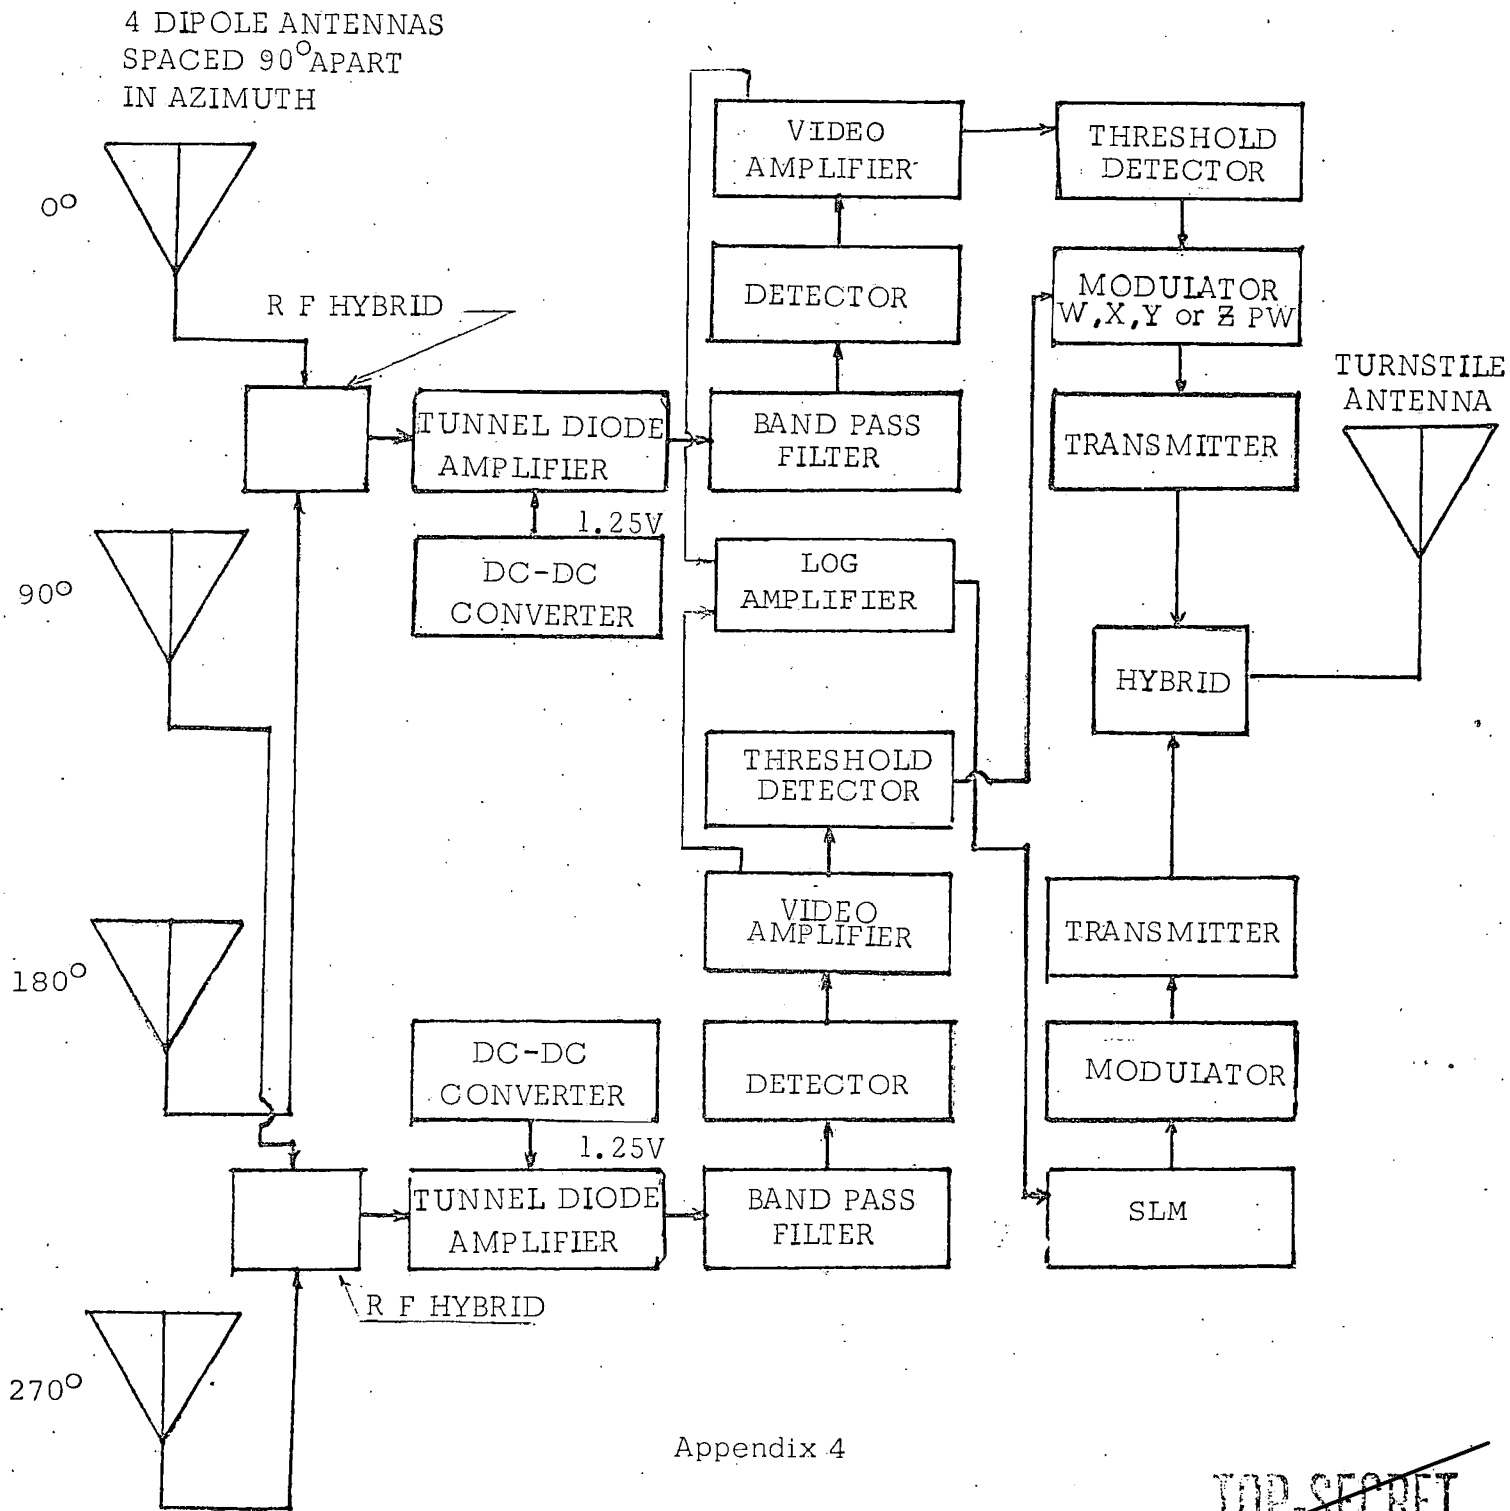 4 DIPOLE ANTENNAS
SPACED 90° APART
IN AZIMUTH
0°
R F HYBRID
90°
180°
270°
R F HYBRID
TUNNEL DIODE
AMPLIFIER
1.25V
DC-DC
CONVERTER
DC-DC
CONVERTER
1.25V
TUNNEL DIODE
AMPLIFIER
VIDEO
AMPLIFIER
DETECTOR
BAND PASS
FILTER
LOG
AMPLIFIER
THRESHOLD
DETECTOR
VIDEO
AMPLIFIER
DETECTOR
BAND PASS
FILTER
THRESHOLD
DETECTOR
MODULATOR
W,X,Y or Z PW
TRANSMITTER
TURNSTILE
ANTENNA
HYBRID
TRANSMITTER
MODULATOR
SLM
Appendix 4
TOP SECRET